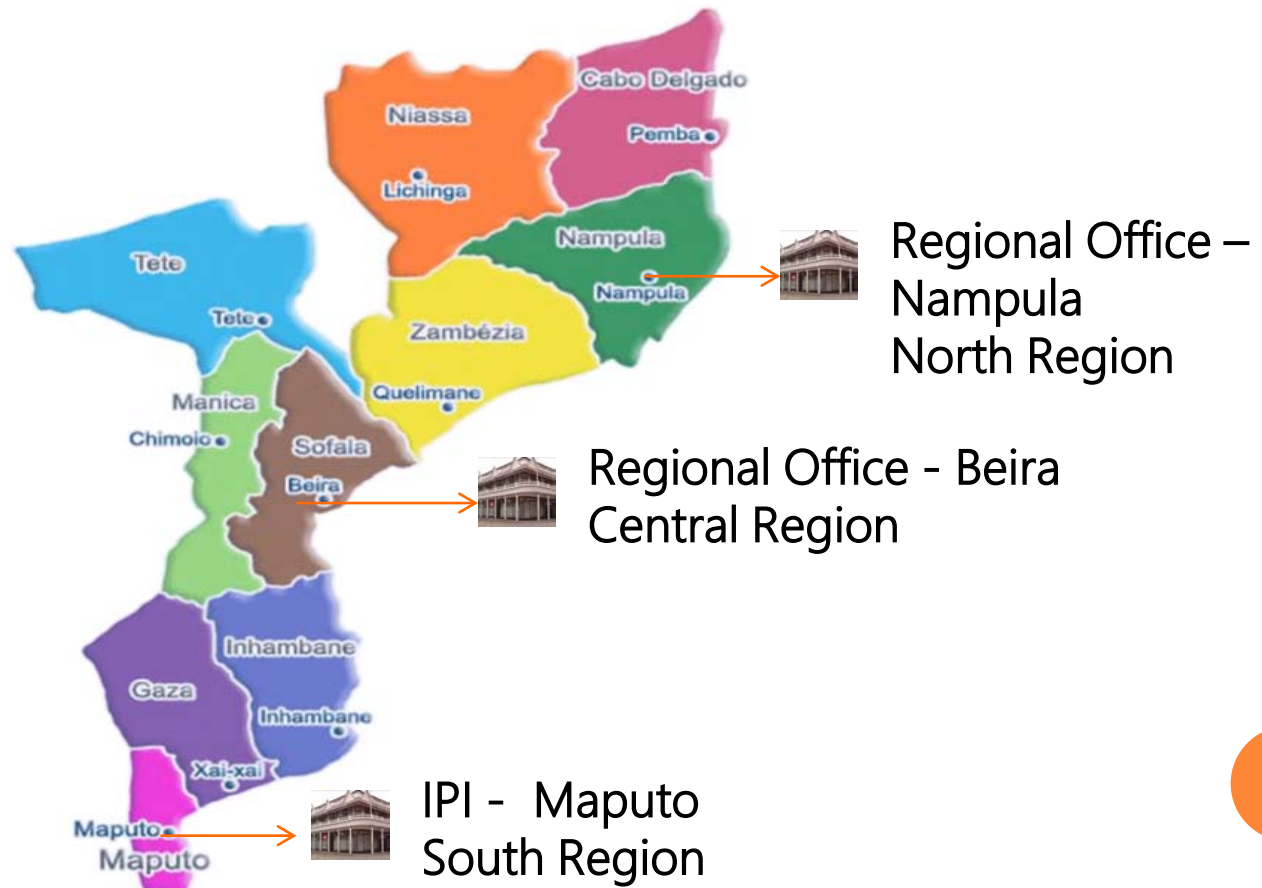 Cabo Delgado
Niassa
Pemba
Lichinga
Nampula
Regional Office –
Nampula
North Region
Nampula
Tete
Tete
Zambézia
Quelimane
Manica
Chimoio
Sofala
Regional Office - Beira
Central Region
Beira
Inhambane
Gaza
Inhambane
Xai-xai
IPI - Maputo
South Region
Maputo
Maputo